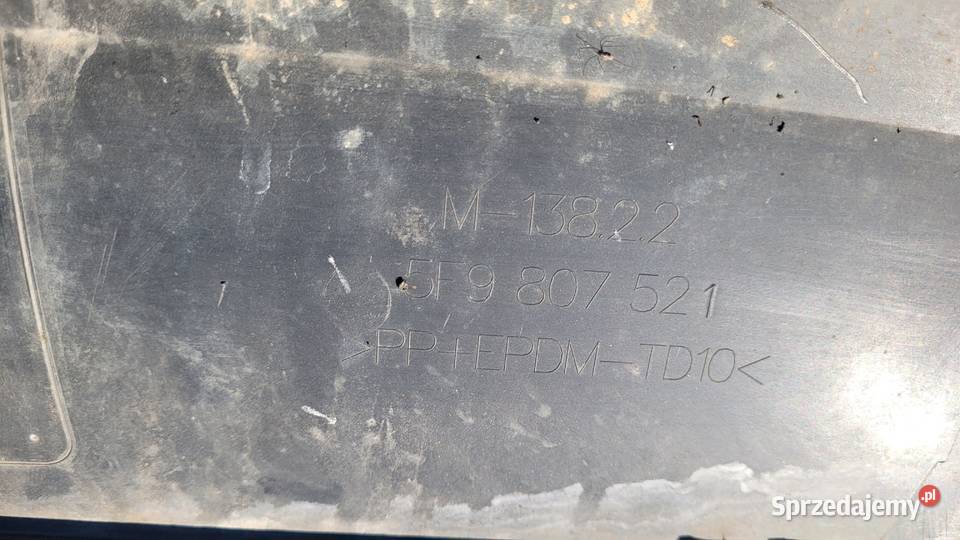 M-138.2.2
5F9 807 521
>PP+EPDM-TD10<
Sprzedajemy.pl